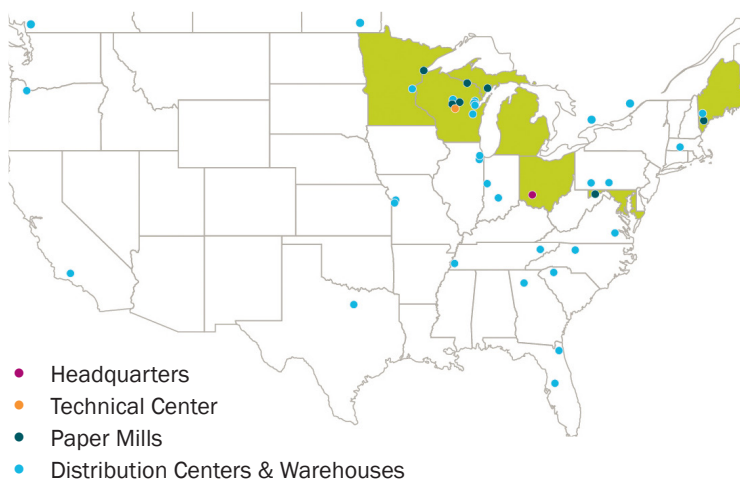 Headquarters
Technical Center
Paper Mills
Distribution Centers & Warehouses